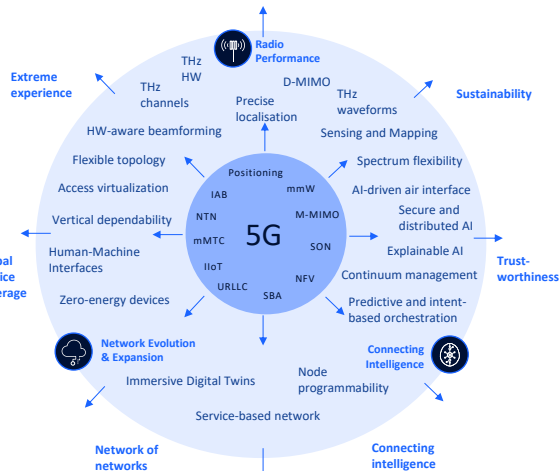 Radio
Performance
THz
HW
D-MIMO
Extreme
experience
THz
channels
THz
waveforms
Sustainability
Precise
localisation
HW-aware beamforming
Sensing and Mapping
Flexible topology
Spectrum flexibility
Positioning
Access virtualization
IAB
mmW
AI-driven air interface
Vertical dependability
NTN
M-MIMO
Secure and
distributed AI
5G
mMTC
SON
Explainable AI
Human-Machine
Interfaces
IIoT
NFV
Continuum management
Trust-
worthiness
URLLC
SBA
Zero-energy devices
Predictive and intent-
based orchestration
Network Evolution
& Expansion
Connecting
Intelligence
Immersive Digital Twins
Node
programmability
Service-based network
Network of
networks
Connecting
intelligence